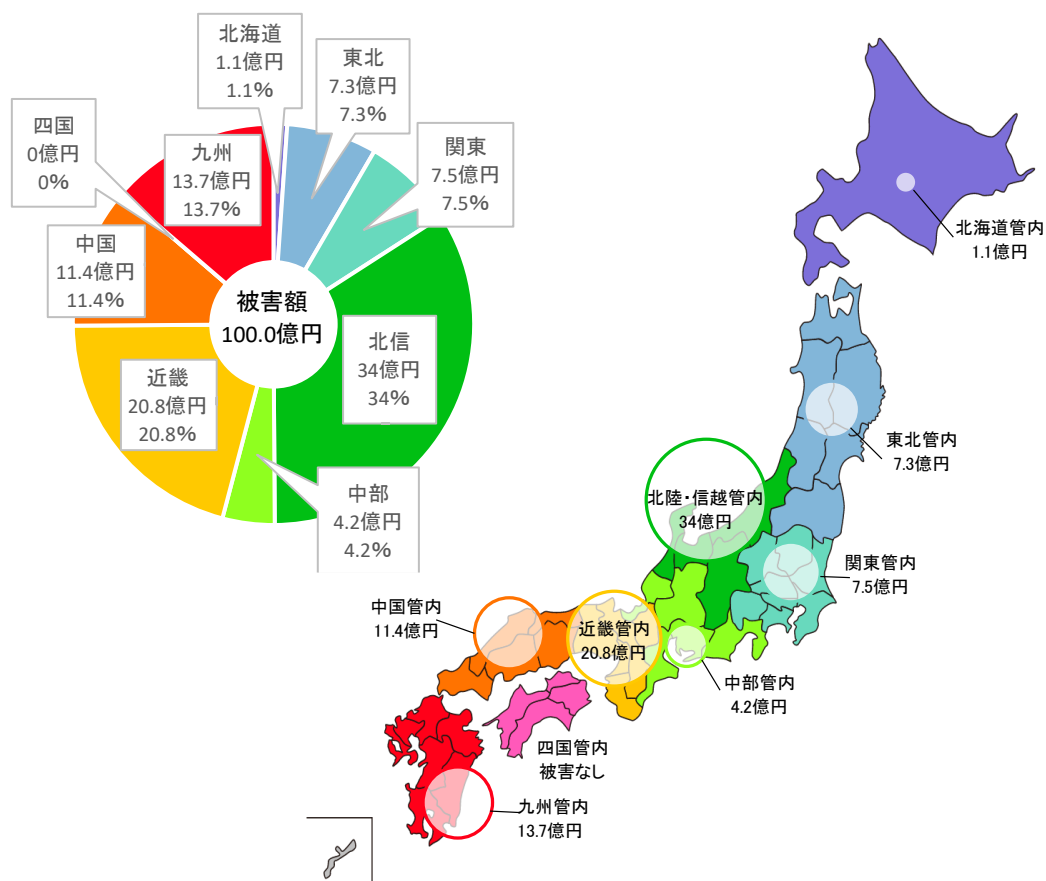 北海道
1.1億円
1.1%
東北
7.3億円
7.3%
関東
7.5億円
7.5%
四国
0億円
0%
九州
13.7億円
13.7%
中国
11.4億円
11.4%
被害額
100.0億円
北信
34億円
34%
近畿
20.8億円
20.8%
中部
4.2億円
4.2%
北海道管内
1.1億円
東北管内
7.3億円
北陸・信越管内
34億円
関東管内
7.5億円
中国管内
11.4億円
近畿管内
20.8億円
中部管内
4.2億円
四国管内
被害なし
九州管内
13.7億円